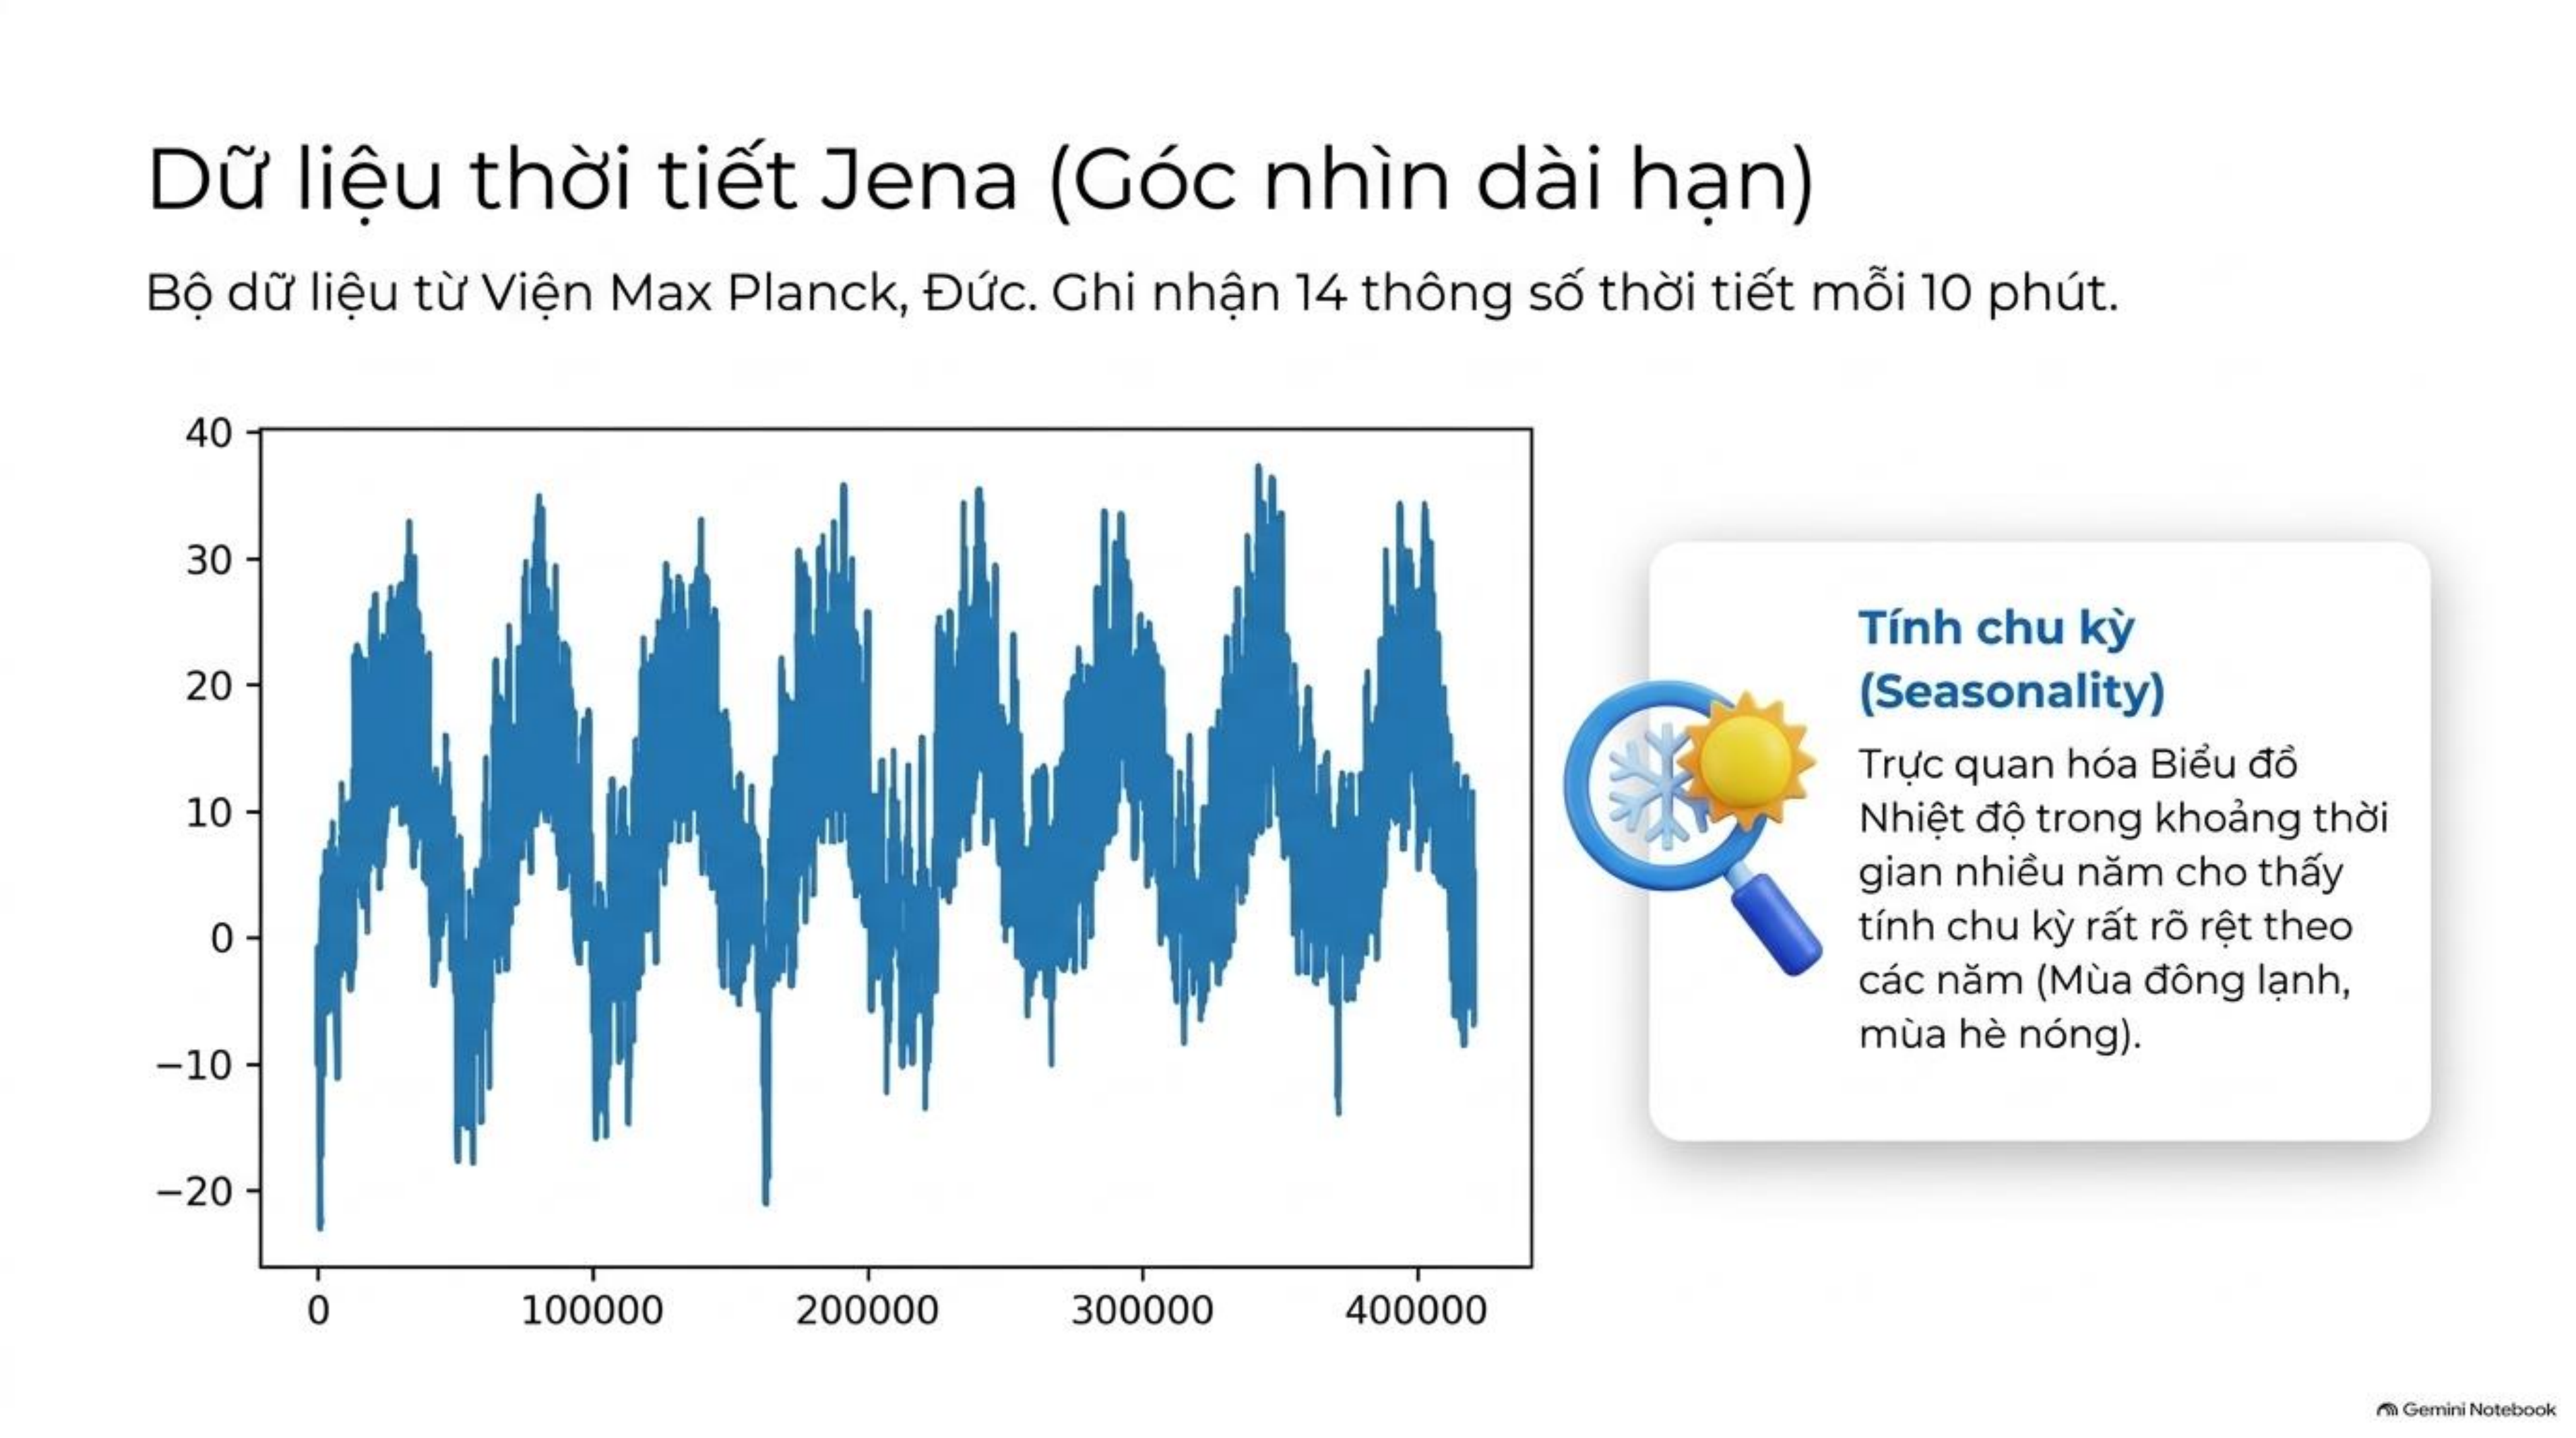 Dữ liệu thời tiết Jena (Góc nhìn dài hạn)
Bộ dữ liệu từ Viện Max Planck, Đức. Ghi nhận 14 thông số thời tiết mỗi 10 phút.
40
30
20
10
0
−10
−20
0 100000 200000 300000 400000
Tính chu kỳ
(Seasonality)
Trực quan hóa Biểu đồ
Nhiệt độ trong khoảng thời
gian nhiều năm cho thấy
tính chu kỳ rất rõ rệt theo
các năm (Mùa đông lạnh,
mùa hè nóng).
Gemini Notebook